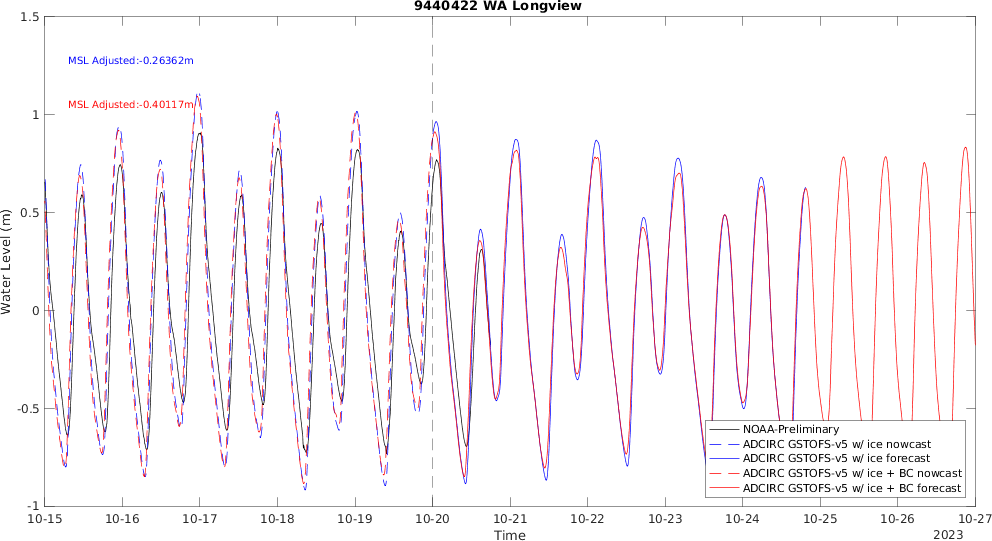 9440422 WA Longview
MSL Adjusted:-0.26362m
MSL Adjusted:-0.40117m
Water Level (m)
1.5
1
0.5
0
-0.5
-1
NOAA-Preliminary
ADCIRC GSTOFS-v5 w/ ice nowcast
ADCIRC GSTOFS-v5 w/ ice forecast
ADCIRC GSTOFS-v5 w/ ice + BC nowcast
ADCIRC GSTOFS-v5 w/ ice + BC forecast
10-15 10-16 10-17 10-18 10-19 10-20 10-21 10-22 10-23 10-24 10-25 10-26 10-27
Time
2023